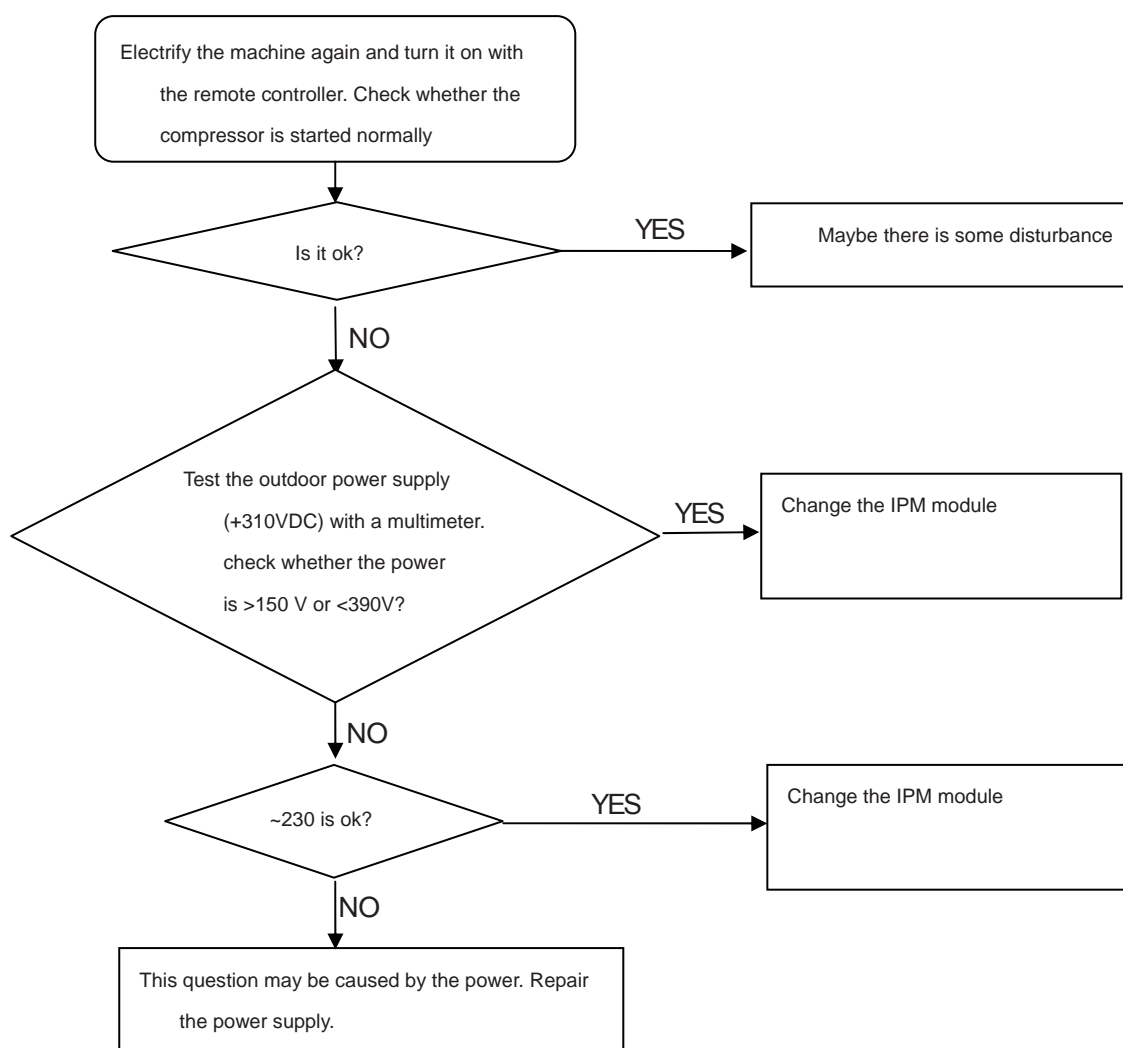 Electrify the machine again and turn it on with
the remote controller. Check whether the
compressor is started normally
Is it ok?
YES
Maybe there is some disturbance
NO
Test the outdoor power supply
(+310VDC) with a multimeter.
check whether the power
is >150 V or <390V?
YES
Change the IPM module
NO
~230 is ok?
YES
Change the IPM module
NO
This question may be caused by the power. Repair
the power supply.